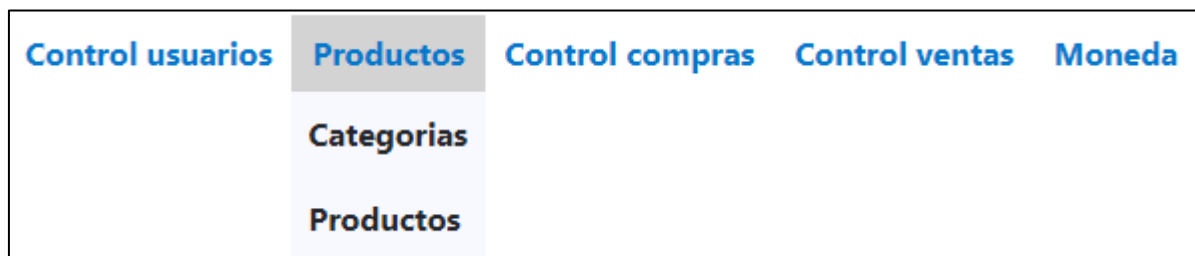 Control usuarios Productos Control compras Control ventas Moneda
Categorias
Productos